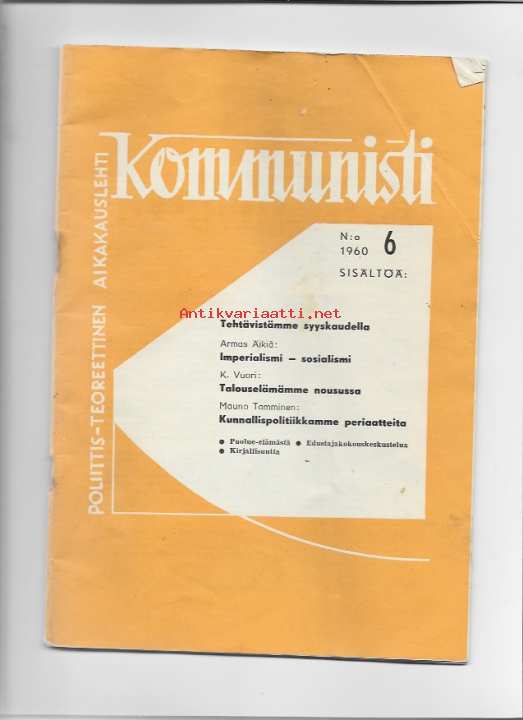 POLIITTIS-TEOREETTINEN AIKAKAUSLEHTI
Kommunisti
N:o 6
1960
SISÄLTÖÄ:
Antikvariaatti.net
Tehtävistämme syyskaudella
Armas Äikiä:
Imperialismi — sosialismi
K. Vuori:
Talouselämämme nousussa
Mauno Tamminen:
Kunnallispolitiikkamme periaatteita
● Puolue-elämästä ● Edustajakokouskeskustelua
● Kirjallisuutta